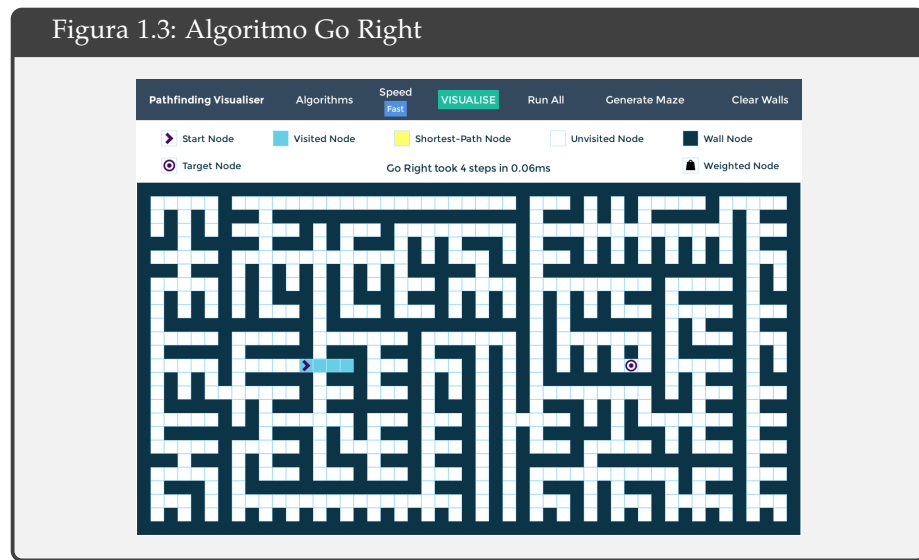 Figura 1.3: Algoritmo Go Right
Pathfinding Visualiser
Algorithms
Speed
Fast
VISUALISE
Run All
Generate Maze
Clear Walls
Start Node
Visited Node
Shortest-Path Node
Unvisited Node
Wall Node
Target Node
Go Right took 4 steps in 0.06ms
Weighted Node